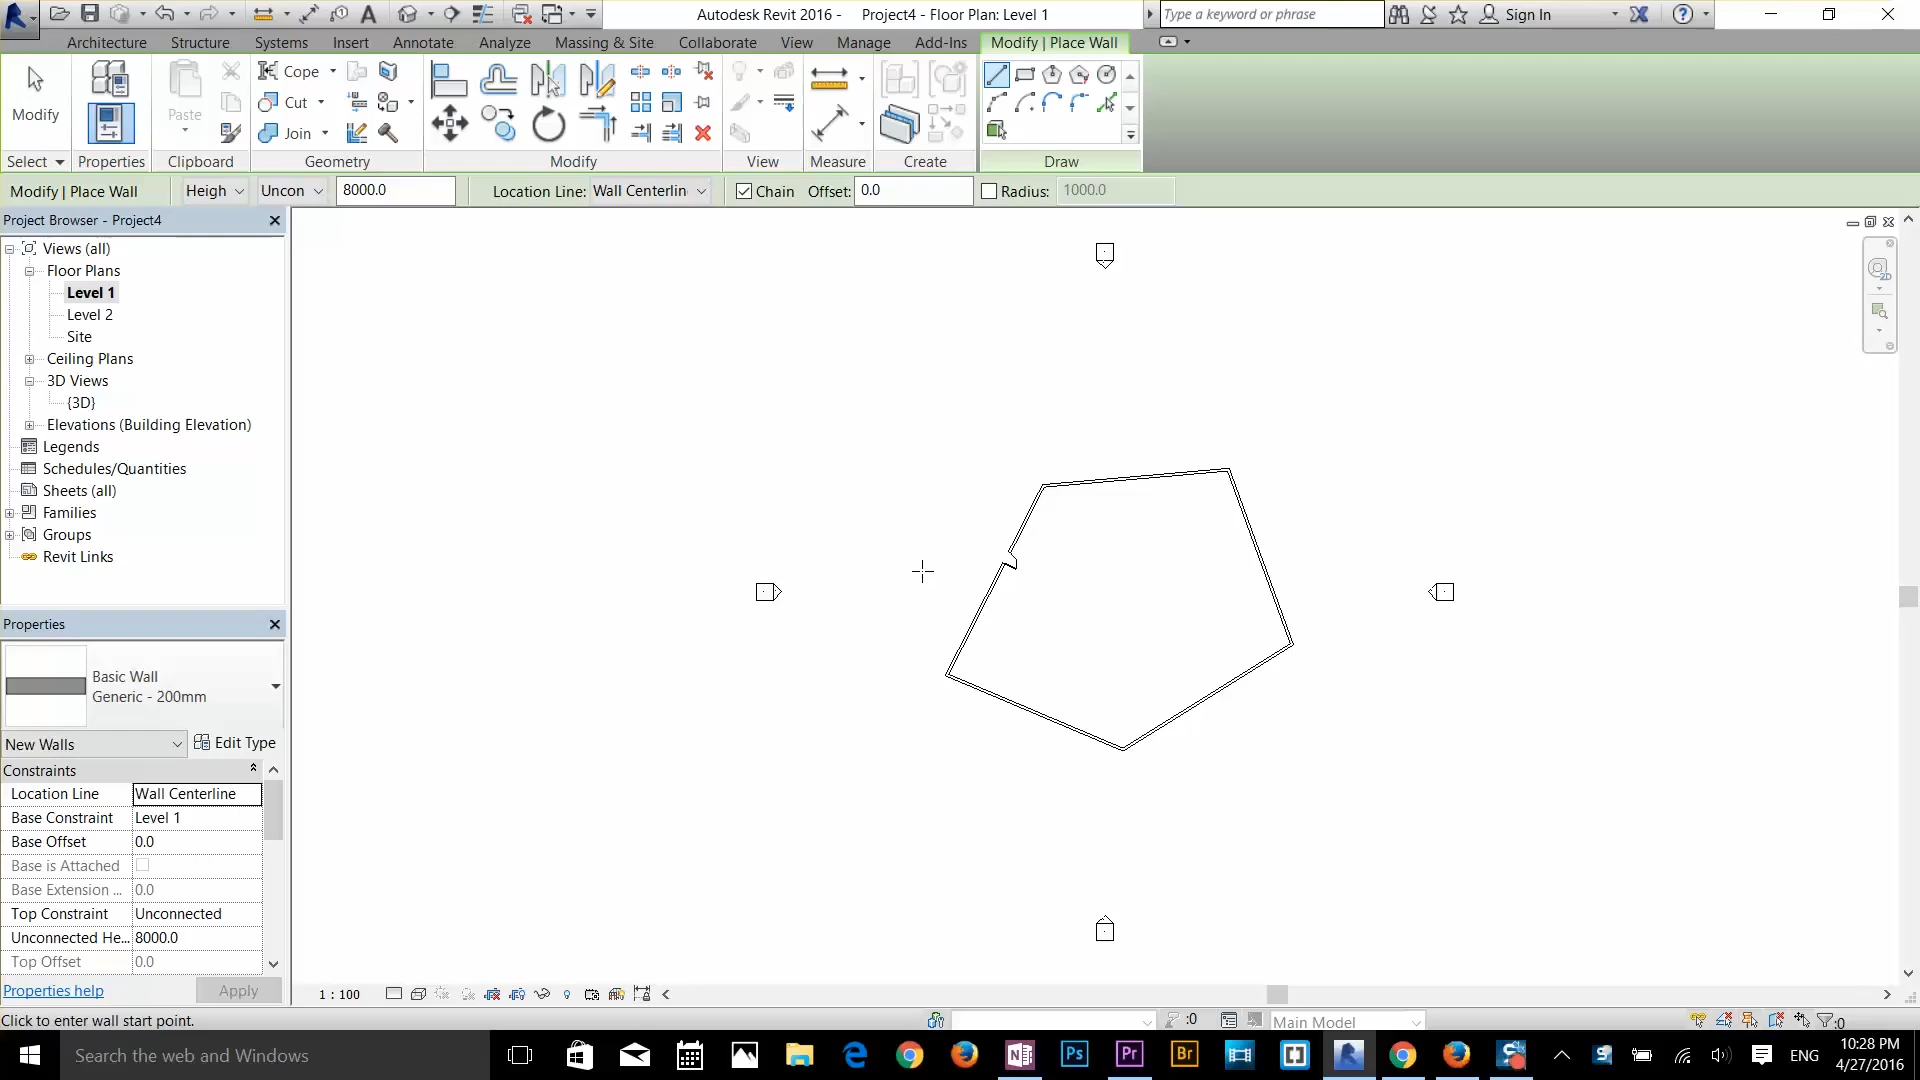 Autodesk Revit 2016 - Project4 - Floor Plan: Level 1
Type a keyword or phrase
Sign In
Architecture Structure Systems Insert Annotate Analyze Massing & Site Collaborate View Manage Add-Ins Modify | Place Wall
Modify
Paste
Cope
Cut
Join
Select Properties Clipboard Geometry Modify View Measure Create Draw
Modify | Place Wall Heigh Uncon 8000.0 Location Line: Wall Centerlin Chain Offset: 0.0 Radius: 1000.0
Project Browser - Project4
Views (all)
Floor Plans
Level 1
Level 2
Site
Ceiling Plans
3D Views
{3D}
Elevations (Building Elevation)
Legends
Schedules/Quantities
Sheets (all)
Families
Groups
Revit Links
Properties
Basic Wall
Generic - 200mm
New Walls Edit Type
Constraints
Location Line Wall Centerline
Base Constraint Level 1
Base Offset 0.0
Base is Attached
Base Extension ... 0.0
Top Constraint Unconnected
Unconnected He... 8000.0
Top Offset 0.0
Properties help Apply
1 : 100
Click to enter wall start point.
:0
Main Model
:0
Search the web and Windows
Ps
Pr
Br
ENG
10:28 PM
4/27/2016